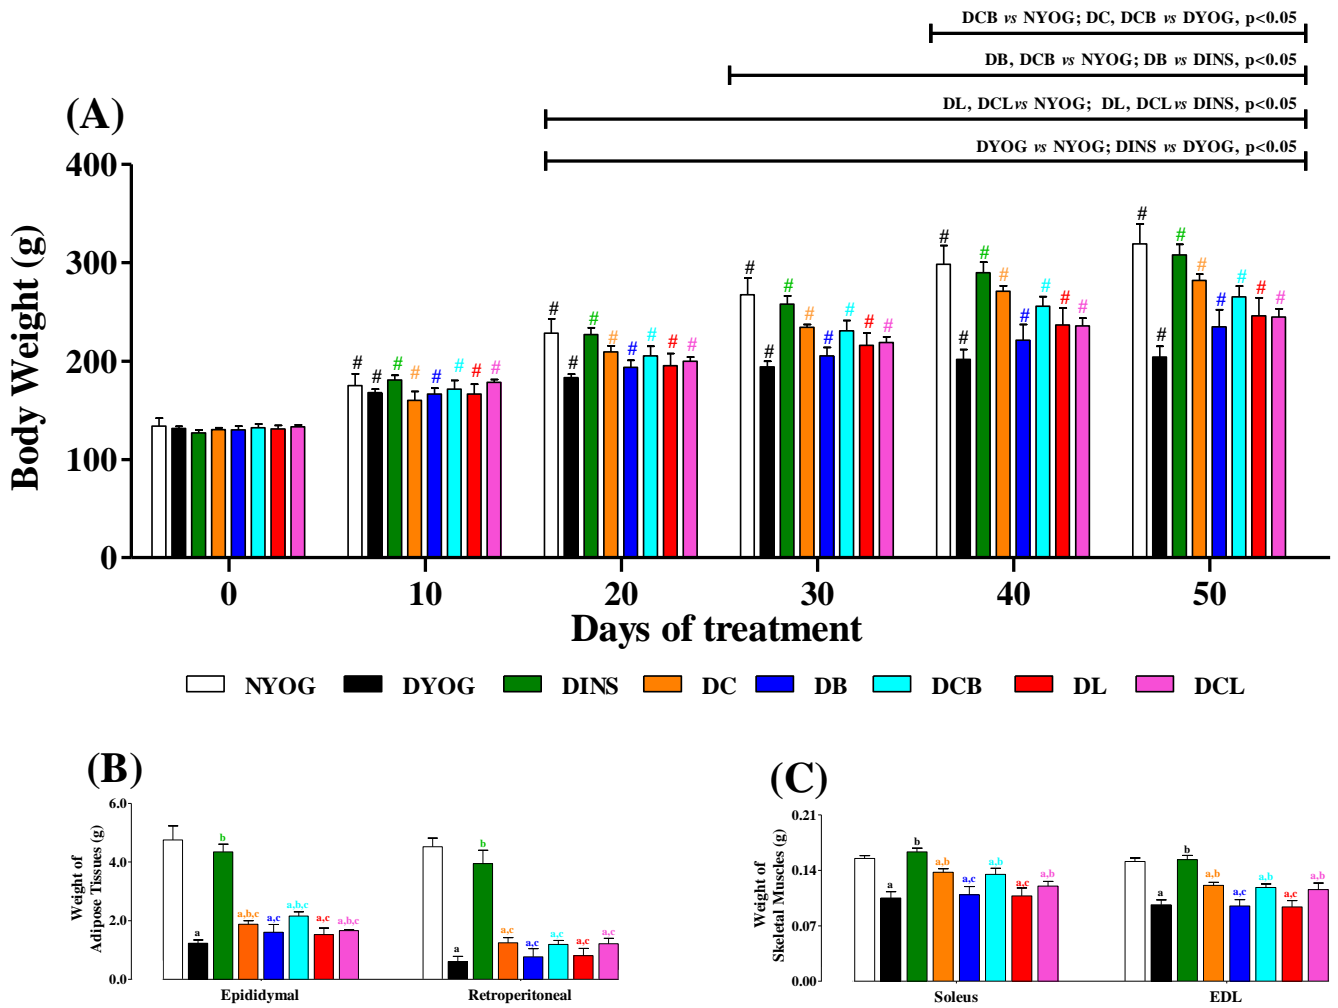 DCB vs NYOG; DC, DCB vs DYOG, p<0.05
DB, DCB vs NYOG; DB vs DINS, p<0.05
DL, DCL vs NYOG; DL, DCL vs DINS, p<0.05
DYOG vs NYOG; DINS vs DYOG, p<0.05
(A)
Body Weight (g)
400
300
200
100
0
# # # # # # # #
# # # # # # # #
# # # # # # # #
# # # # # # # #
# # # # # # # #
0 10 20 30 40 50
Days of treatment
NYOG DYOG DINS DC DB DCB DL DCL
(B)
Weight of
Adipose Tissues (g)
6.0
4.0
2.0
0.0
a b a,b,c a,c a,b,c a,c a,b,c
a b a,c a,c a,c a,c a,c
Epididymal Retroperitoneal
(C)
Weight of
Skeletal Muscles (g)
0.21
0.14
0.07
0.00
a b a,b a,c a,b a,c a,b
a b a,b a,c a,b a,c a,b
Soleus EDL